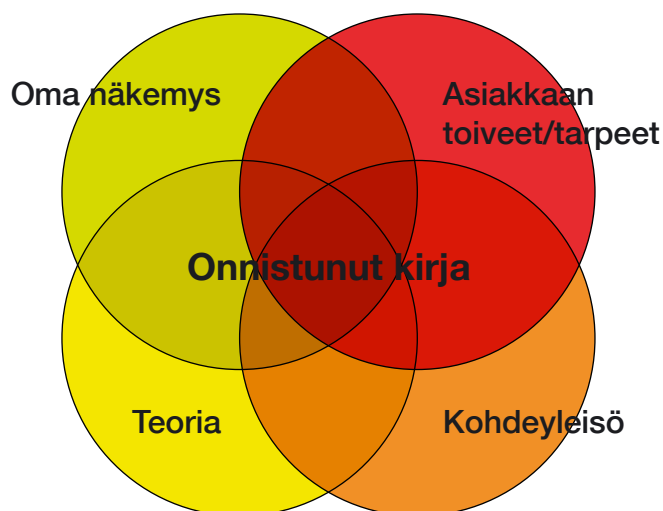 Oma näkemys
Asiakkaan
toiveet/tarpeet
Onnistunut kirja
Teoria
Kohdeyleisö